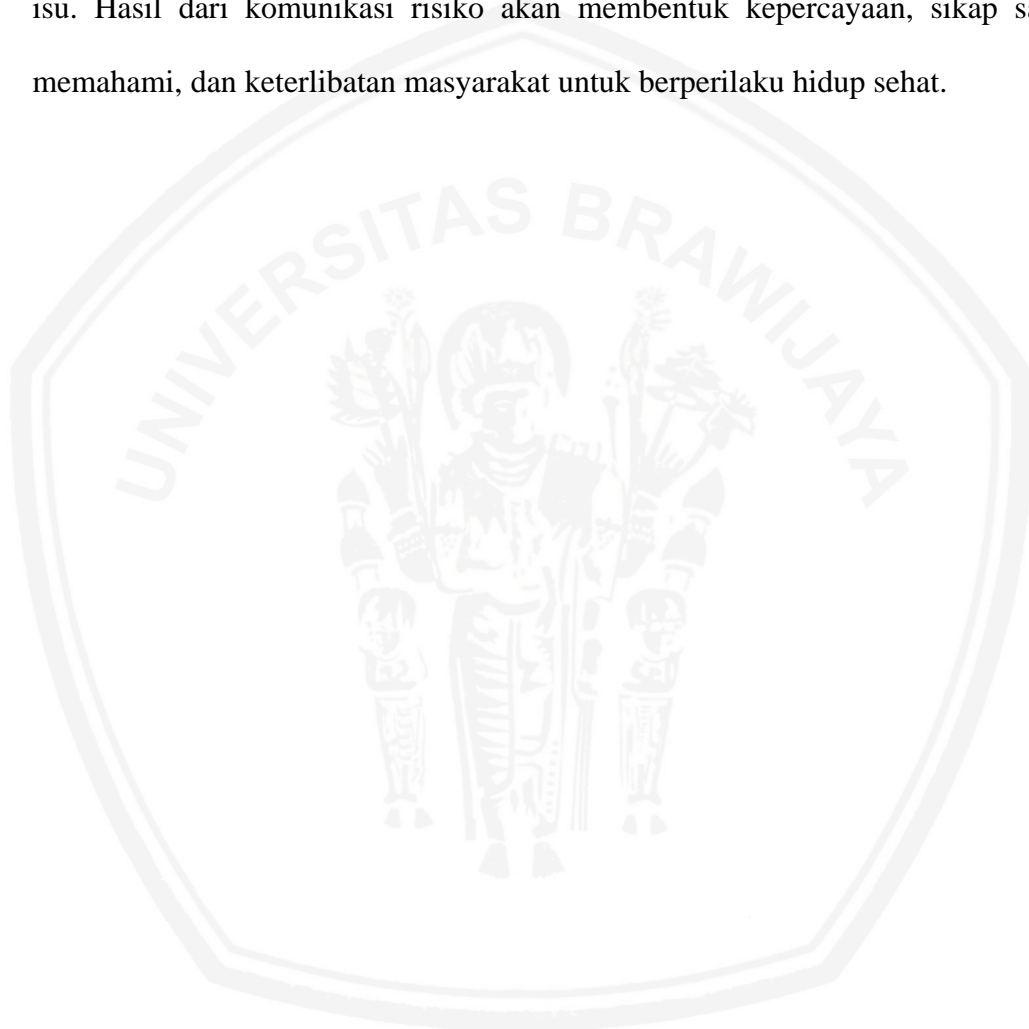 isu. Hasil dari komunikasi risiko akan membentuk kepercayaan, sikap
memahami, dan keterlibatan masyarakat untuk berperilaku hidup sehat.
UNIVERSITAS BRAWIJAYA